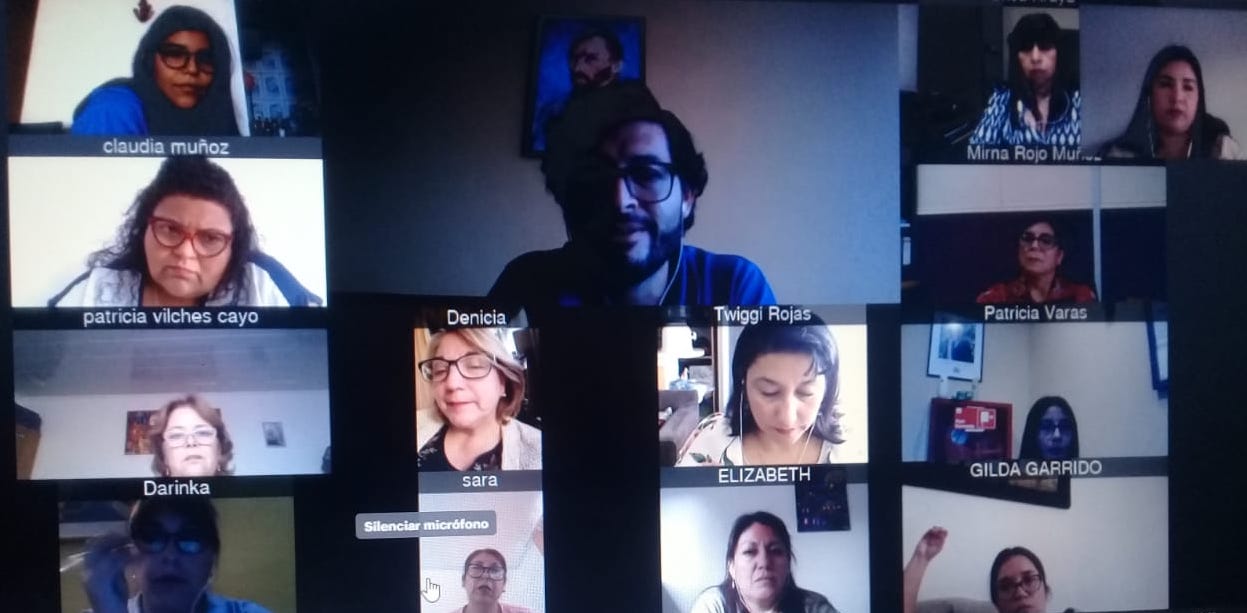 claudia muñoz
Mirna Rojo Muñoz
patricia vilches cayo
Denicia
Twiggi Rojas
Patricia Varas
Darinka
sara
ELIZABETH
GILDA GARRIDO
Silenciar micrófono